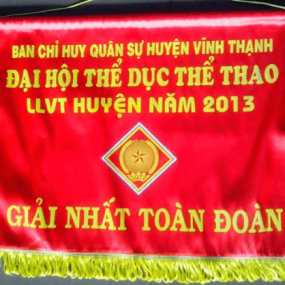 BAN CHỈ HUY QUÂN SỰ HUYỆN VĨNH THẠNH
ĐẠI HỘI THỂ DỤC THỂ THAO
LLVT HUYỆN NĂM 2013
GIẢI NHẤT TOÀN ĐOÀN